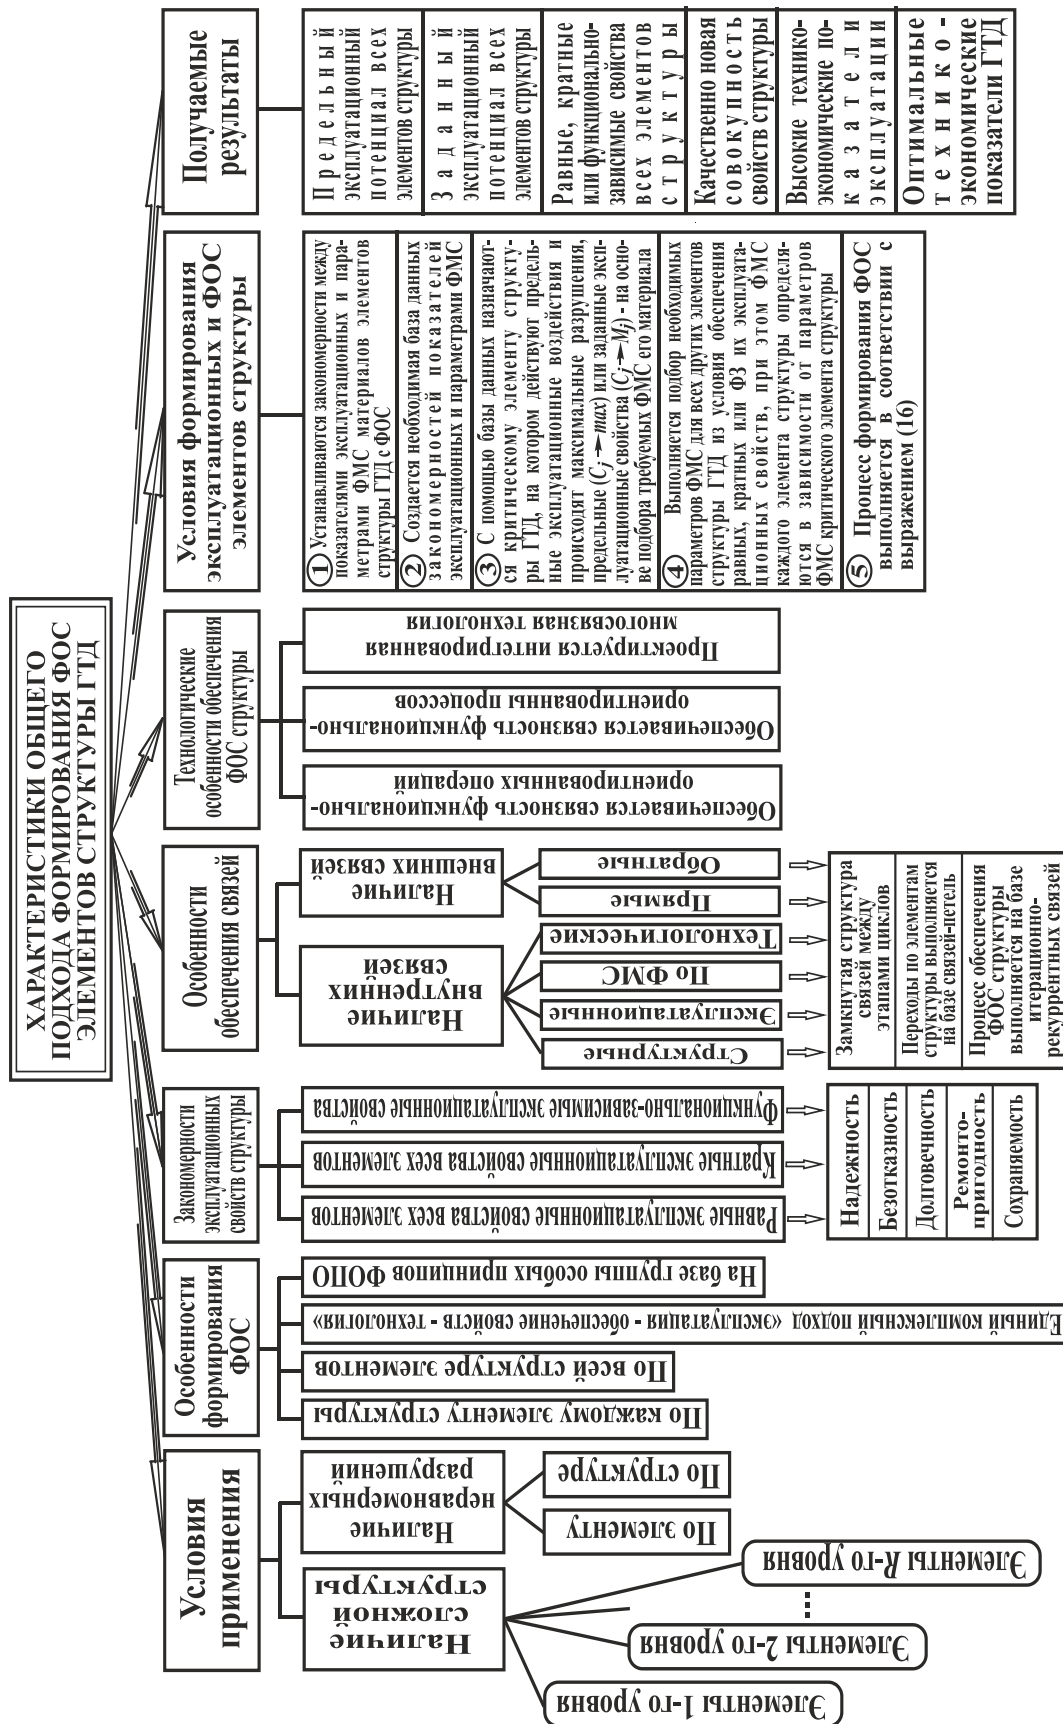 ХАРАКТЕРИСТИКИ ОБЩЕГО
ПОДХОДА ФОРМИРОВАНИЯ ФОС
ЭЛЕМЕНТОВ СТРУКТУРЫ ГТД
Условия
применения
Наличие
сложной
структуры
Элементы 1-го уровня
Элементы 2-го уровня
Элементы R-го уровня
Наличие
неравномерных
разрушений
По элементу
По структуре
Особенности
формирования
ФОС
По каждому элементу структуры
По всей структуре элементов
Единый комплексный подход «эксплуатация - обеспечение свойств - технология»
На базе группы особых принципов ФОПО
Закономерности
эксплуатационных
свойств структуры
Равные эксплуатационные свойства всех элементов
Кратные эксплуатационные свойства всех элементов
Функционально-зависимые эксплуатационные свойства
Надежность
Безотказность
Долговечность
Ремонто-
пригодность
Сохраняемость
Особенности
обеспечения связей
Наличие
внутренних
связей
Структурные
Эксплуатационные
По ФМС
Технологические
Наличие
внешних связей
Прямые
Обратные
Замкнутая структура
связей между
этапами циклов
Переходы по элементам
структуры выполняется
на базе связей-петель
Процесс обеспечения
ФОС структуры
выполняется на базе
итерационно-
рекуррентных связей
Технологические
особенности обеспечения
ФОС структуры
Обеспечивается связность функционально-
ориентированных операций
Обеспечивается связность функционально-
ориентированны процессов
Проектируется интегрированная
многосвязная технология
Условия формирования
эксплуатационных и ФОС
элементов структуры
1 Устанавливаются закономерности между
показателями эксплуатационных и пара-
метрами ФМС материалов элементов
структуры ГТД с ФОС
2 Создается необходимая база данных
закономерностей показателей
эксплуатационных и параметрами ФМС
3 С помощью базы данных назначают-
ся критическому элементу структу-
ры ГТД, на котором действуют предель-
ные эксплуатационные воздействия и
происходят максимальные разрушения,
предельные (Cj→max) или заданные экс-
плуатационные свойства (Cj→Mj) - на осно-
ве подбора требуемых ФМС его материала
4 Выполняется подбор необходимых
параметров ФМС для всех других элементов
структуры ГТД из условия обеспечения
равных, кратных или ФЗ их эксплуата-
ционных свойств, при этом ФМС
каждого элемента структуры определя-
ются в зависимости от параметров
ФМС критического элемента структуры
5 Процесс формирования ФОС
выполняется в соответствии с
выражением (16)
Получаемые
результаты
Предельный
эксплуатационный
потенциал всех
элементов структуры
Заданный
эксплуатационный
потенциал всех
элементов структуры
Равные, кратные
или функционально-
зависимые свойства
всех элементов
структуры
Качественно новая
совокупность
свойств структуры
Высокие технико-
экономические по-
казатели
эксплуатации
Оптимальные
технико-
экономические
показатели ГТД